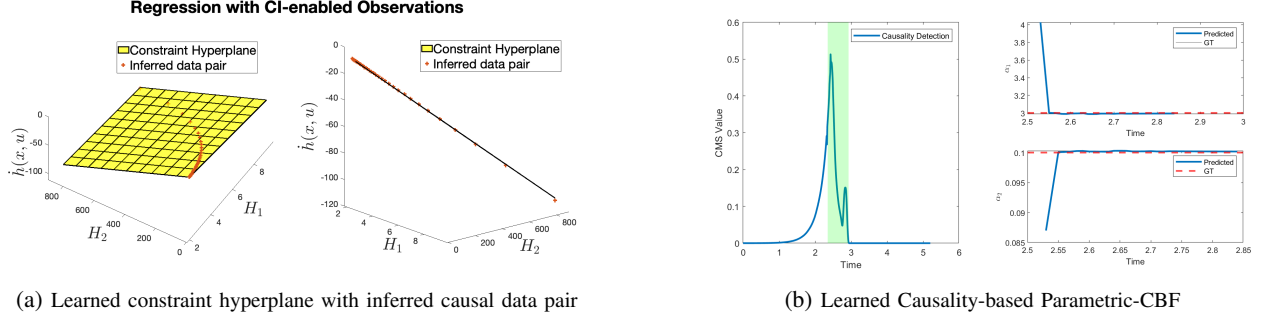 Regression with CI-enabled Observations
Constraint Hyperplane
Inferred data pair
ḣ(x, u)
0
-50
-100
800
600
400
200
0
H₂
2
4
6
8
H₁
Constraint Hyperplane
Inferred data pair
ḣ(x, u)
0
-20
-40
-60
-80
-100
-120
2
4
6
8
H₁
0
200
400
600
800
H₂
Causality Detection
CMS Value
0.6
0.5
0.4
0.3
0.2
0.1
0
0 1 2 3 4 5 6
Time
Predicted
GT
α₁
4
3.8
3.6
3.4
3.2
3
2.5 2.6 2.7 2.8 2.9 3
Time
Predicted
GT
α₂
0.1
0.095
0.09
0.085
2.5 2.55 2.6 2.65 2.7 2.75 2.8 2.85
Time
(a) Learned constraint hyperplane with inferred causal data pair
(b) Learned Causality-based Parametric-CBF